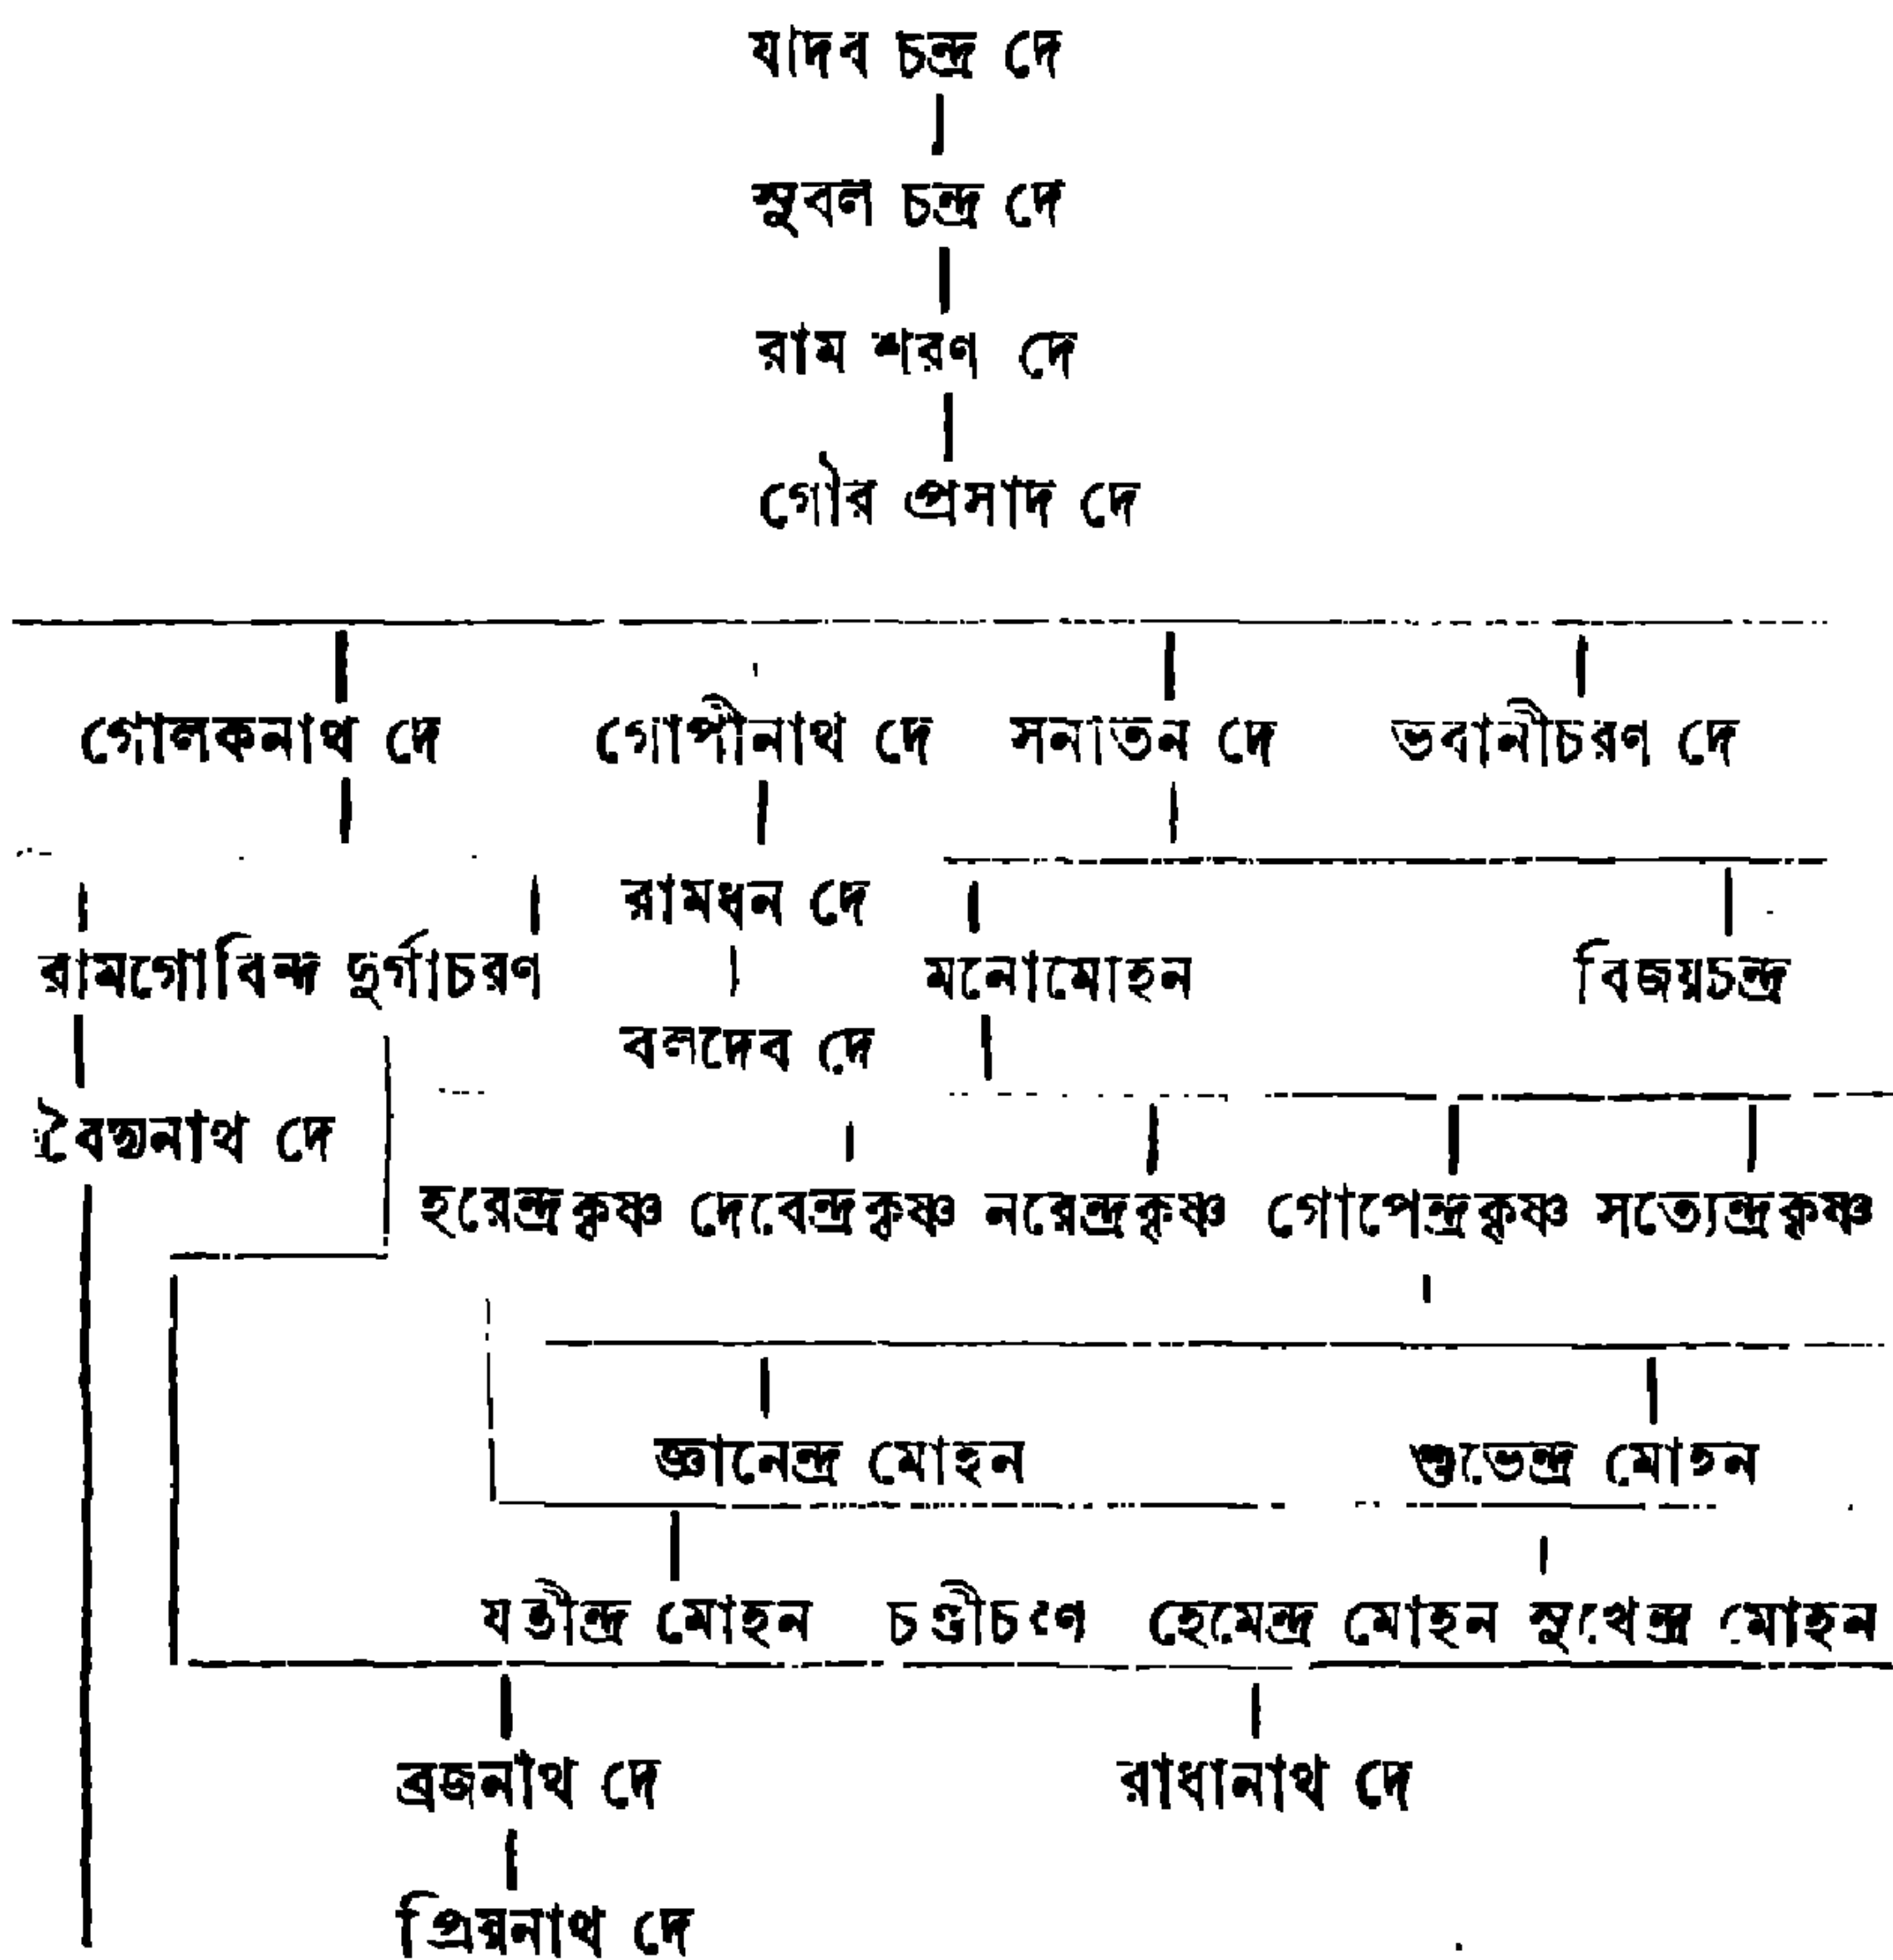 যাদব চন্দ্র দে
সুবল চন্দ্র দে
রাম শরণ দে
গৌর প্রসাদ দে
গোলকনাথ দে গোপীনাথ দে সনাতন দে ভবানীচরণ দে
রামধন দে
রামগোবিন্দ দুর্গাচরণ মনোমোহন বিজয়চন্দ্র
বলদেব দে
বৈদ্যনাথ দে
হরেন্দ্রকৃষ্ণ দেবেন্দ্রকৃষ্ণ নরেন্দ্রকৃষ্ণ গোপেন্দ্রকৃষ্ণ সত্যেন্দ্রকৃষ্ণ
জ্ঞানেন্দ্র মোহন শুভেন্দ্র মোহন
যতীন্দ্র মোহন চণ্ডীচরণ হেমেন্দ্র মোহন সুখেন্দ্র মোহন
ব্রজনাথ দে রাধানাথ দে
প্রিয়নাথ দে